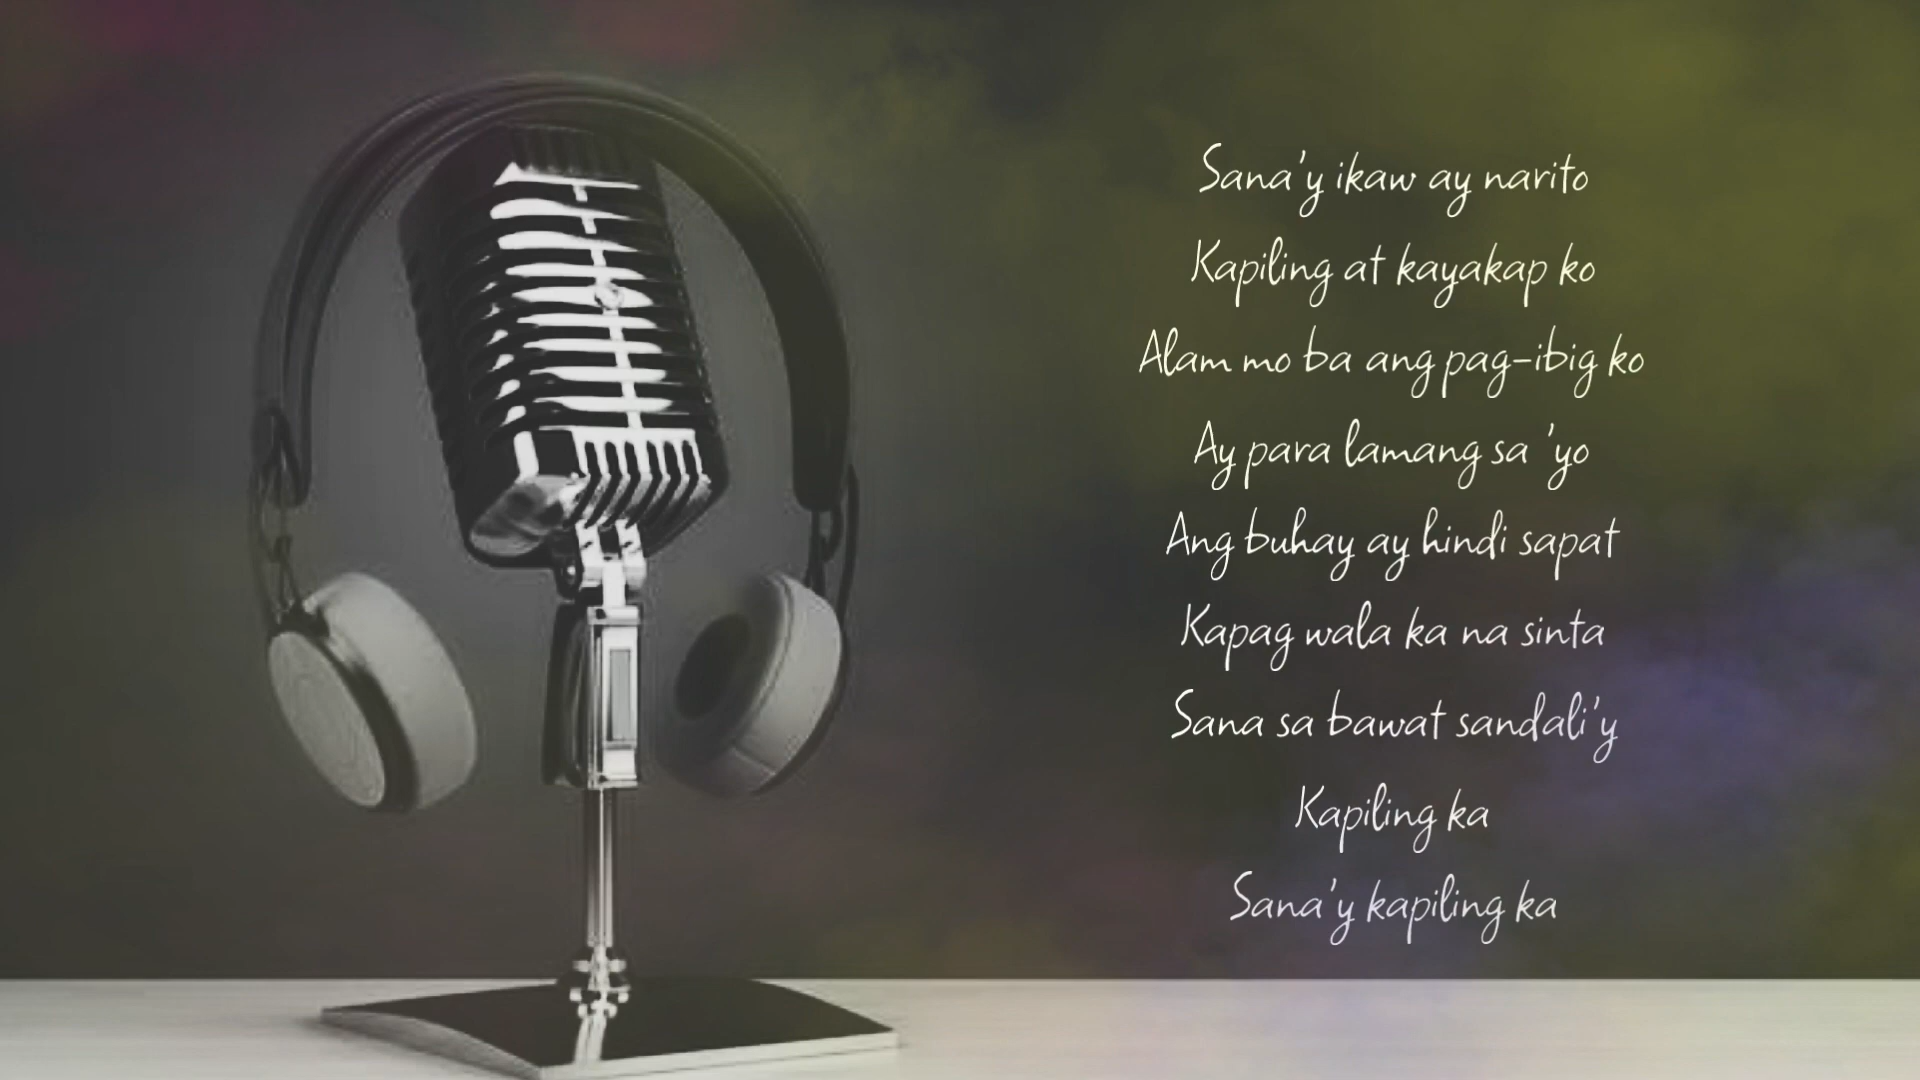 Sana'y ikaw ay narito
Kapiling at kayakap ko
Alam mo ba ang pag-ibig ko
Ay para lamang sa 'yo
Ang buhay ay hindi sapat
Kapag wala ka na sinta
Sana sa bawat sandali'y
Kapiling ka
Sana'y kapiling ka